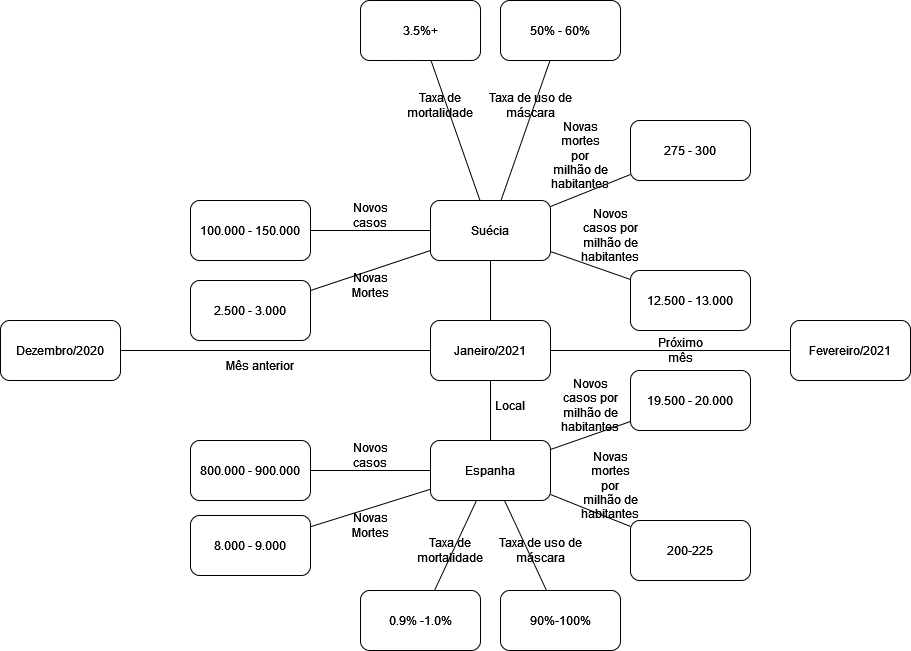 3.5%+
50% - 60%
Taxa de
mortalidade
Taxa de uso de
máscara
Novas
mortes
por
milhão de
habitantes
275 - 300
100.000 - 150.000
Novos
casos
Suécia
Novos
casos por
milhão de
habitantes
Novas
Mortes
2.500 - 3.000
12.500 - 13.000
Dezembro/2020
Mês anterior
Janeiro/2021
Próximo
mês
Fevereiro/2021
Local
Novos
casos por
milhão de
habitantes
19.500 - 20.000
800.000 - 900.000
Novos
casos
Espanha
Novas
mortes
por
milhão de
habitantes
8.000 - 9.000
Novas
Mortes
200-225
Taxa de
mortalidade
Taxa de uso de
máscara
0.9% -1.0%
90%-100%